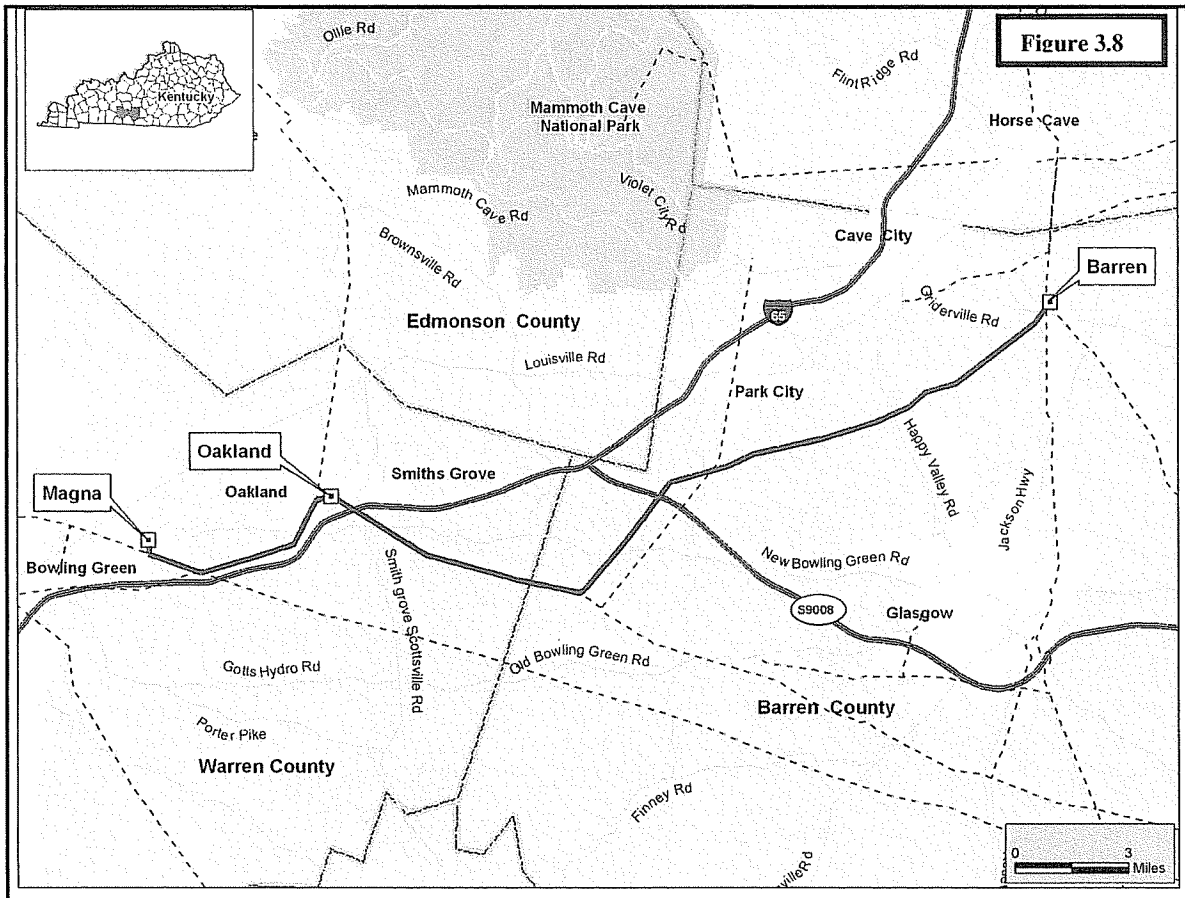 Figure 3.8
Kentucky
Ollie Rd
Flint Ridge Rd
Mammoth Cave
National Park
Horse Cave
Violet City Rd
Mammoth Cave Rd
Brownsville Rd
Cave City
Barren
Griderville Rd
65
Edmonson County
Louisville Rd
Park City
Happy Valley Rd
Oakland
Smiths Grove
Magna
Oakland
Jackson Hwy
Bowling Green
New Bowling Green Rd
Smith grove Scottsville Rd
S9008
Glasgow
Old Bowling Green Rd
Gotts Hydro Rd
Barren County
Porter Pike
Warren County
Finney Rd
0 3
Miles
ville Rd